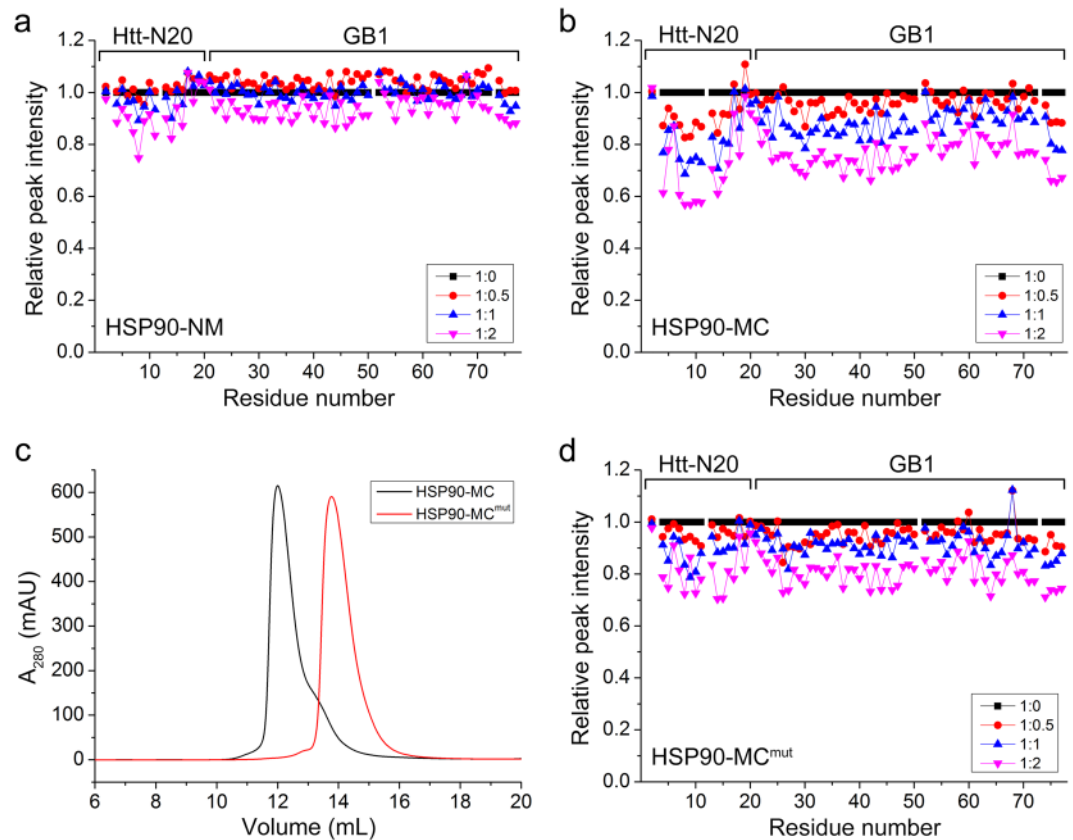 a
Htt-N20 GB1
Relative peak intensity
1.2
1.0
0.8
0.6
0.4
0.2
0.0
HSP90-NM
1:0
1:0.5
1:1
1:2
10 20 30 40 50 60 70
Residue number
b
Htt-N20 GB1
Relative peak intensity
1.2
1.0
0.8
0.6
0.4
0.2
0.0
HSP90-MC
1:0
1:0.5
1:1
1:2
10 20 30 40 50 60 70
Residue number
c
HSP90-MC
HSP90-MCmut
A280 (mAU)
600
500
400
300
200
100
0
6 8 10 12 14 16 18 20
Volume (mL)
d
Htt-N20 GB1
Relative peak intensity
1.2
1.0
0.8
0.6
0.4
0.2
0.0
HSP90-MCmut
1:0
1:0.5
1:1
1:2
10 20 30 40 50 60 70
Residue number